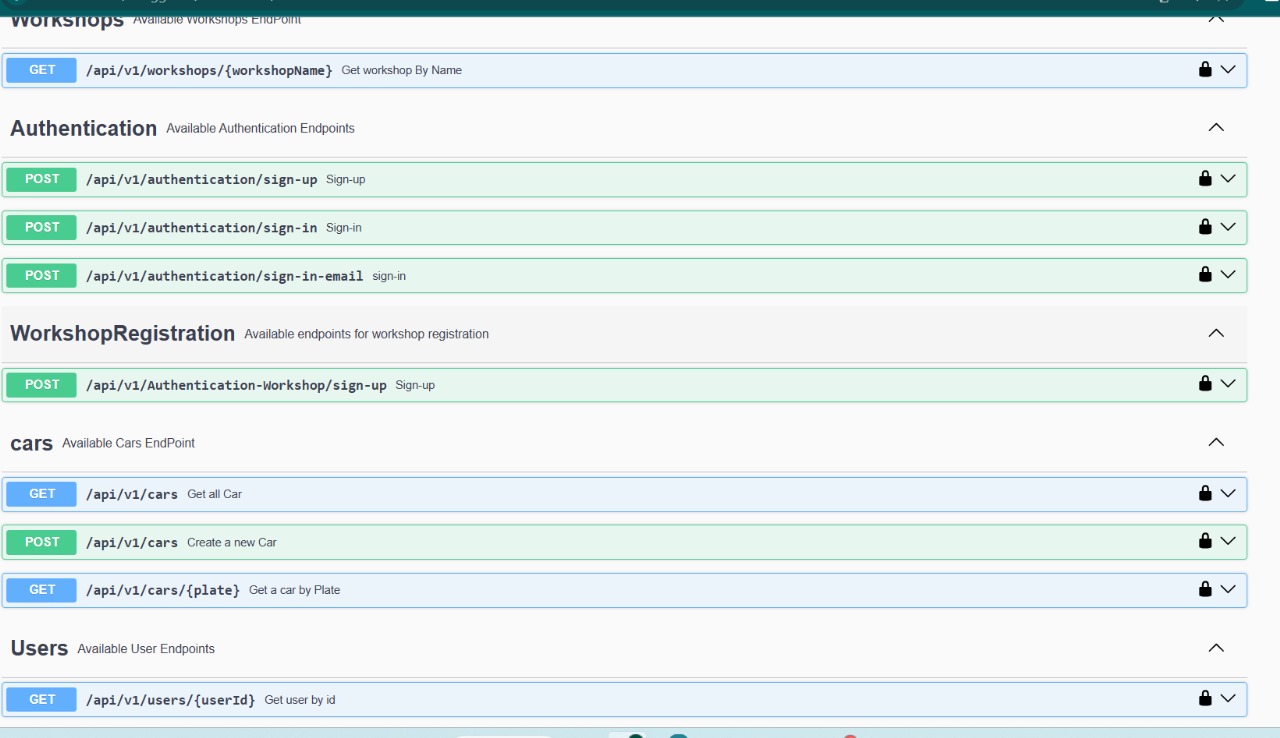 Workshops Available Workshops EndPoint
GET /api/v1/workshops/{workshopName} Get workshop By Name
Authentication Available Authentication Endpoints
POST /api/v1/authentication/sign-up Sign-up
POST /api/v1/authentication/sign-in Sign-in
POST /api/v1/authentication/sign-in-email sign-in
WorkshopRegistration Available endpoints for workshop registration
POST /api/v1/Authentication-Workshop/sign-up Sign-up
cars Available Cars EndPoint
GET /api/v1/cars Get all Car
POST /api/v1/cars Create a new Car
GET /api/v1/cars/{plate} Get a car by Plate
Users Available User Endpoints
GET /api/v1/users/{userId} Get user by id